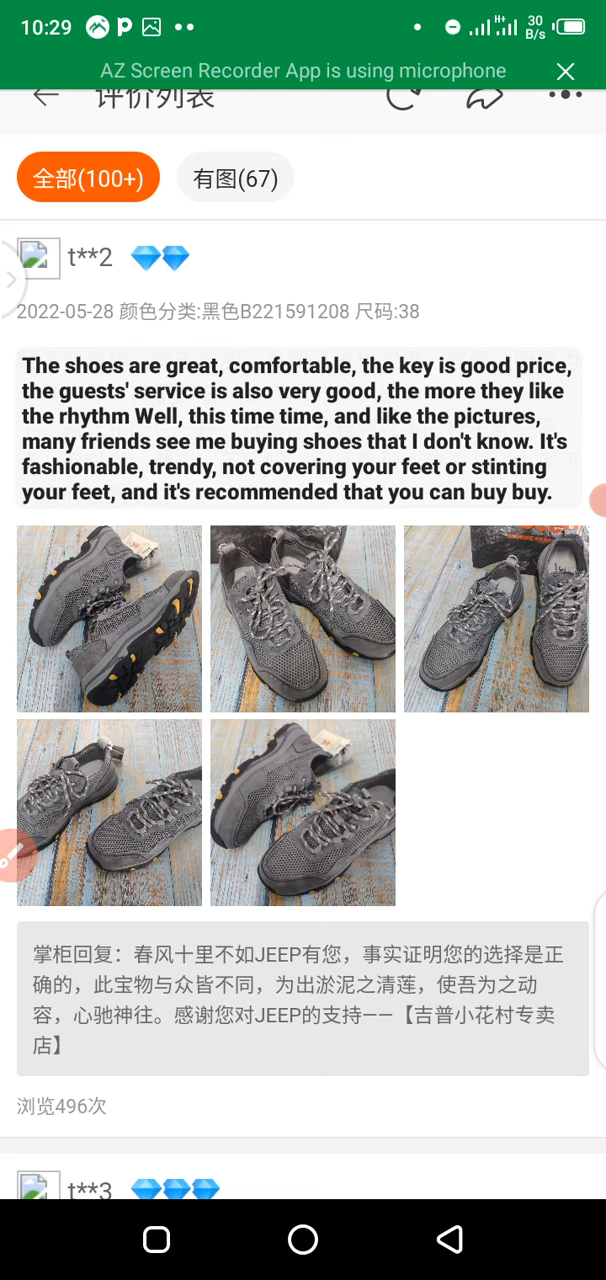 10:29
30
B/s
H+
AZ Screen Recorder App is using microphone
评价列表
全部(100+)
有图(67)
t**2
2022-05-28 颜色分类:黑色B221591208 尺码:38
The shoes are great, comfortable, the key is good price,
the guests' service is also very good, the more they like
the rhythm Well, this time time, and like the pictures,
many friends see me buying shoes that I don't know. It's
fashionable, trendy, not covering your feet or stinting
your feet, and it's recommended that you can buy buy.
掌柜回复：春风十里不如JEEP有您，事实证明您的选择是正
确的，此宝物与众皆不同，为出淤泥之清莲，使吾为之动
容，心驰神往。感谢您对JEEP的支持——【吉普小花村专卖
店】
浏览496次
t**3